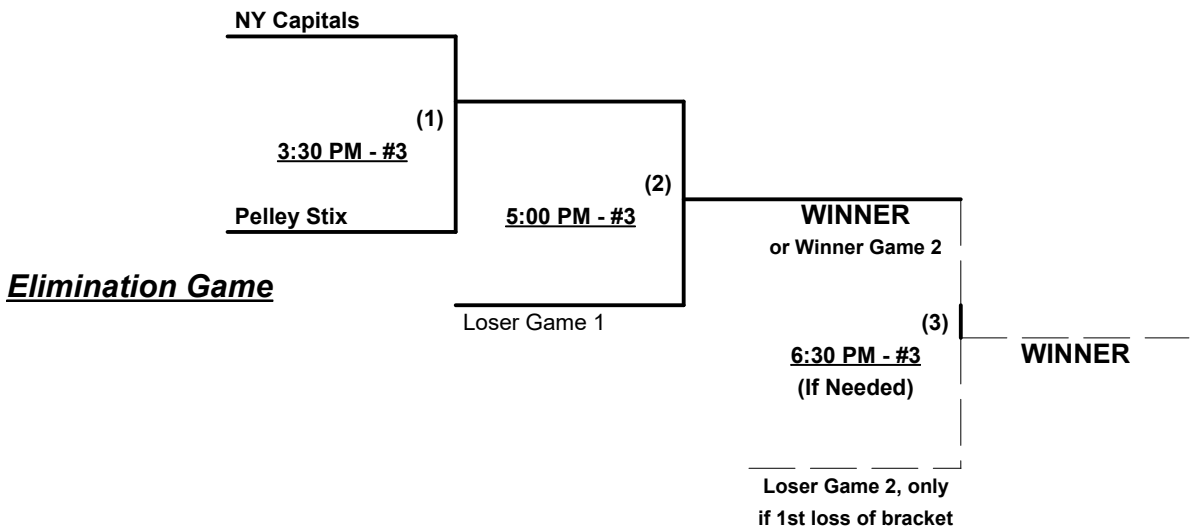 NY Capitals
(1)
3:30 PM - #3
(2)
Pelley Stix
5:00 PM - #3
WINNER
or Winner Game 2
Elimination Game
Loser Game 1
(3)
6:30 PM - #3
WINNER
(If Needed)
Loser Game 2, only
if 1st loss of bracket